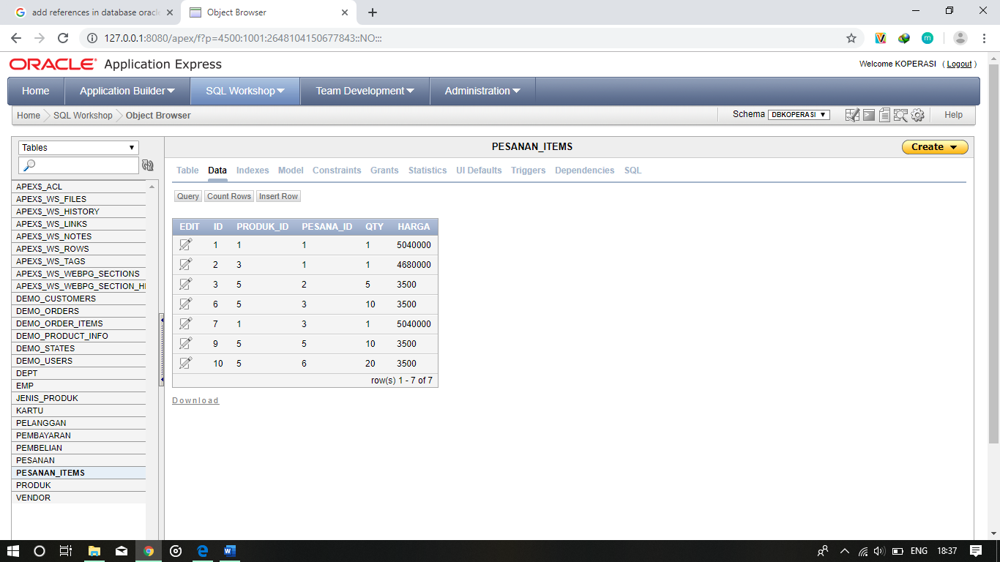 add references in database oracle
Object Browser
127.0.0.1:8080/apex/f?p=4500:1001:2648104150677843::NO:::
ORACLE Application Express
Welcome KOPERASI ( Logout )
Home Application Builder SQL Workshop Team Development Administration
Home SQL Workshop Object Browser
Schema DBKOPERASI Help
Tables
PESANAN_ITEMS
Create
Table Data Indexes Model Constraints Grants Statistics UI Defaults Triggers Dependencies SQL
Query Count Rows Insert Row
APEX$_ACL
APEX$_WS_FILES
APEX$_WS_HISTORY
APEX$_WS_LINKS
APEX$_WS_NOTES
APEX$_WS_ROWS
APEX$_WS_TAGS
APEX$_WS_WEBPG_SECTIONS
APEX$_WS_WEBPG_SECTION_HI
DEMO_CUSTOMERS
DEMO_ORDERS
DEMO_ORDER_ITEMS
DEMO_PRODUCT_INFO
DEMO_STATES
DEMO_USERS
DEPT
EMP
JENIS_PRODUK
KARTU
PELANGGAN
PEMBAYARAN
PEMBELIAN
PESANAN
PESANAN_ITEMS
PRODUK
VENDOR
EDIT ID PRODUK_ID PESANA_ID QTY HARGA
1 1 1 1 5040000
2 3 1 1 4680000
3 5 2 5 3500
6 5 3 10 3500
7 1 3 1 5040000
9 5 5 10 3500
10 5 6 20 3500
row(s) 1 - 7 of 7
Download
ENG 18:37